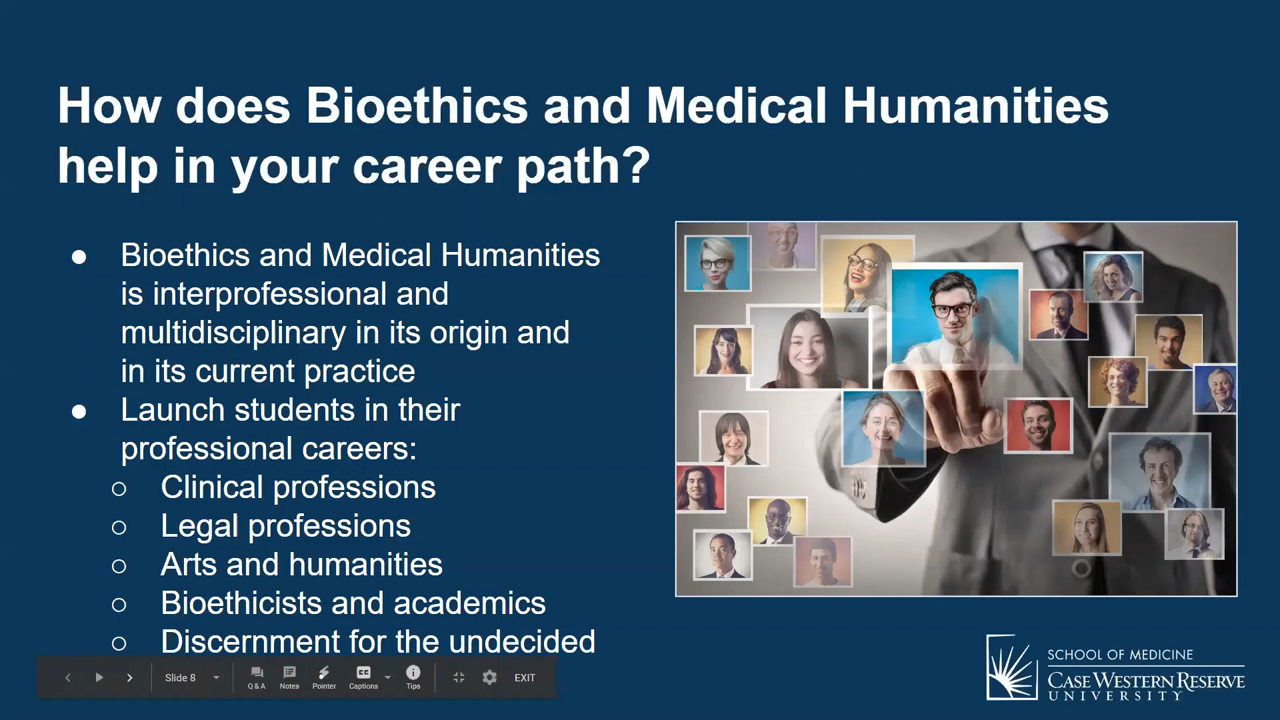 How does Bioethics and Medical Humanities
help in your career path?
● Bioethics and Medical Humanities
is interprofessional and
multidisciplinary in its origin and
in its current practice
● Launch students in their
professional careers:
○ Clinical professions
○ Legal professions
○ Arts and humanities
○ Bioethicists and academics
○ Discernment for the undecided
Slide 8
Q & A
Notes
Pointer
CC
Captions
Tips
EXIT
SCHOOL OF MEDICINE
CASE WESTERN RESERVE
UNIVERSITY